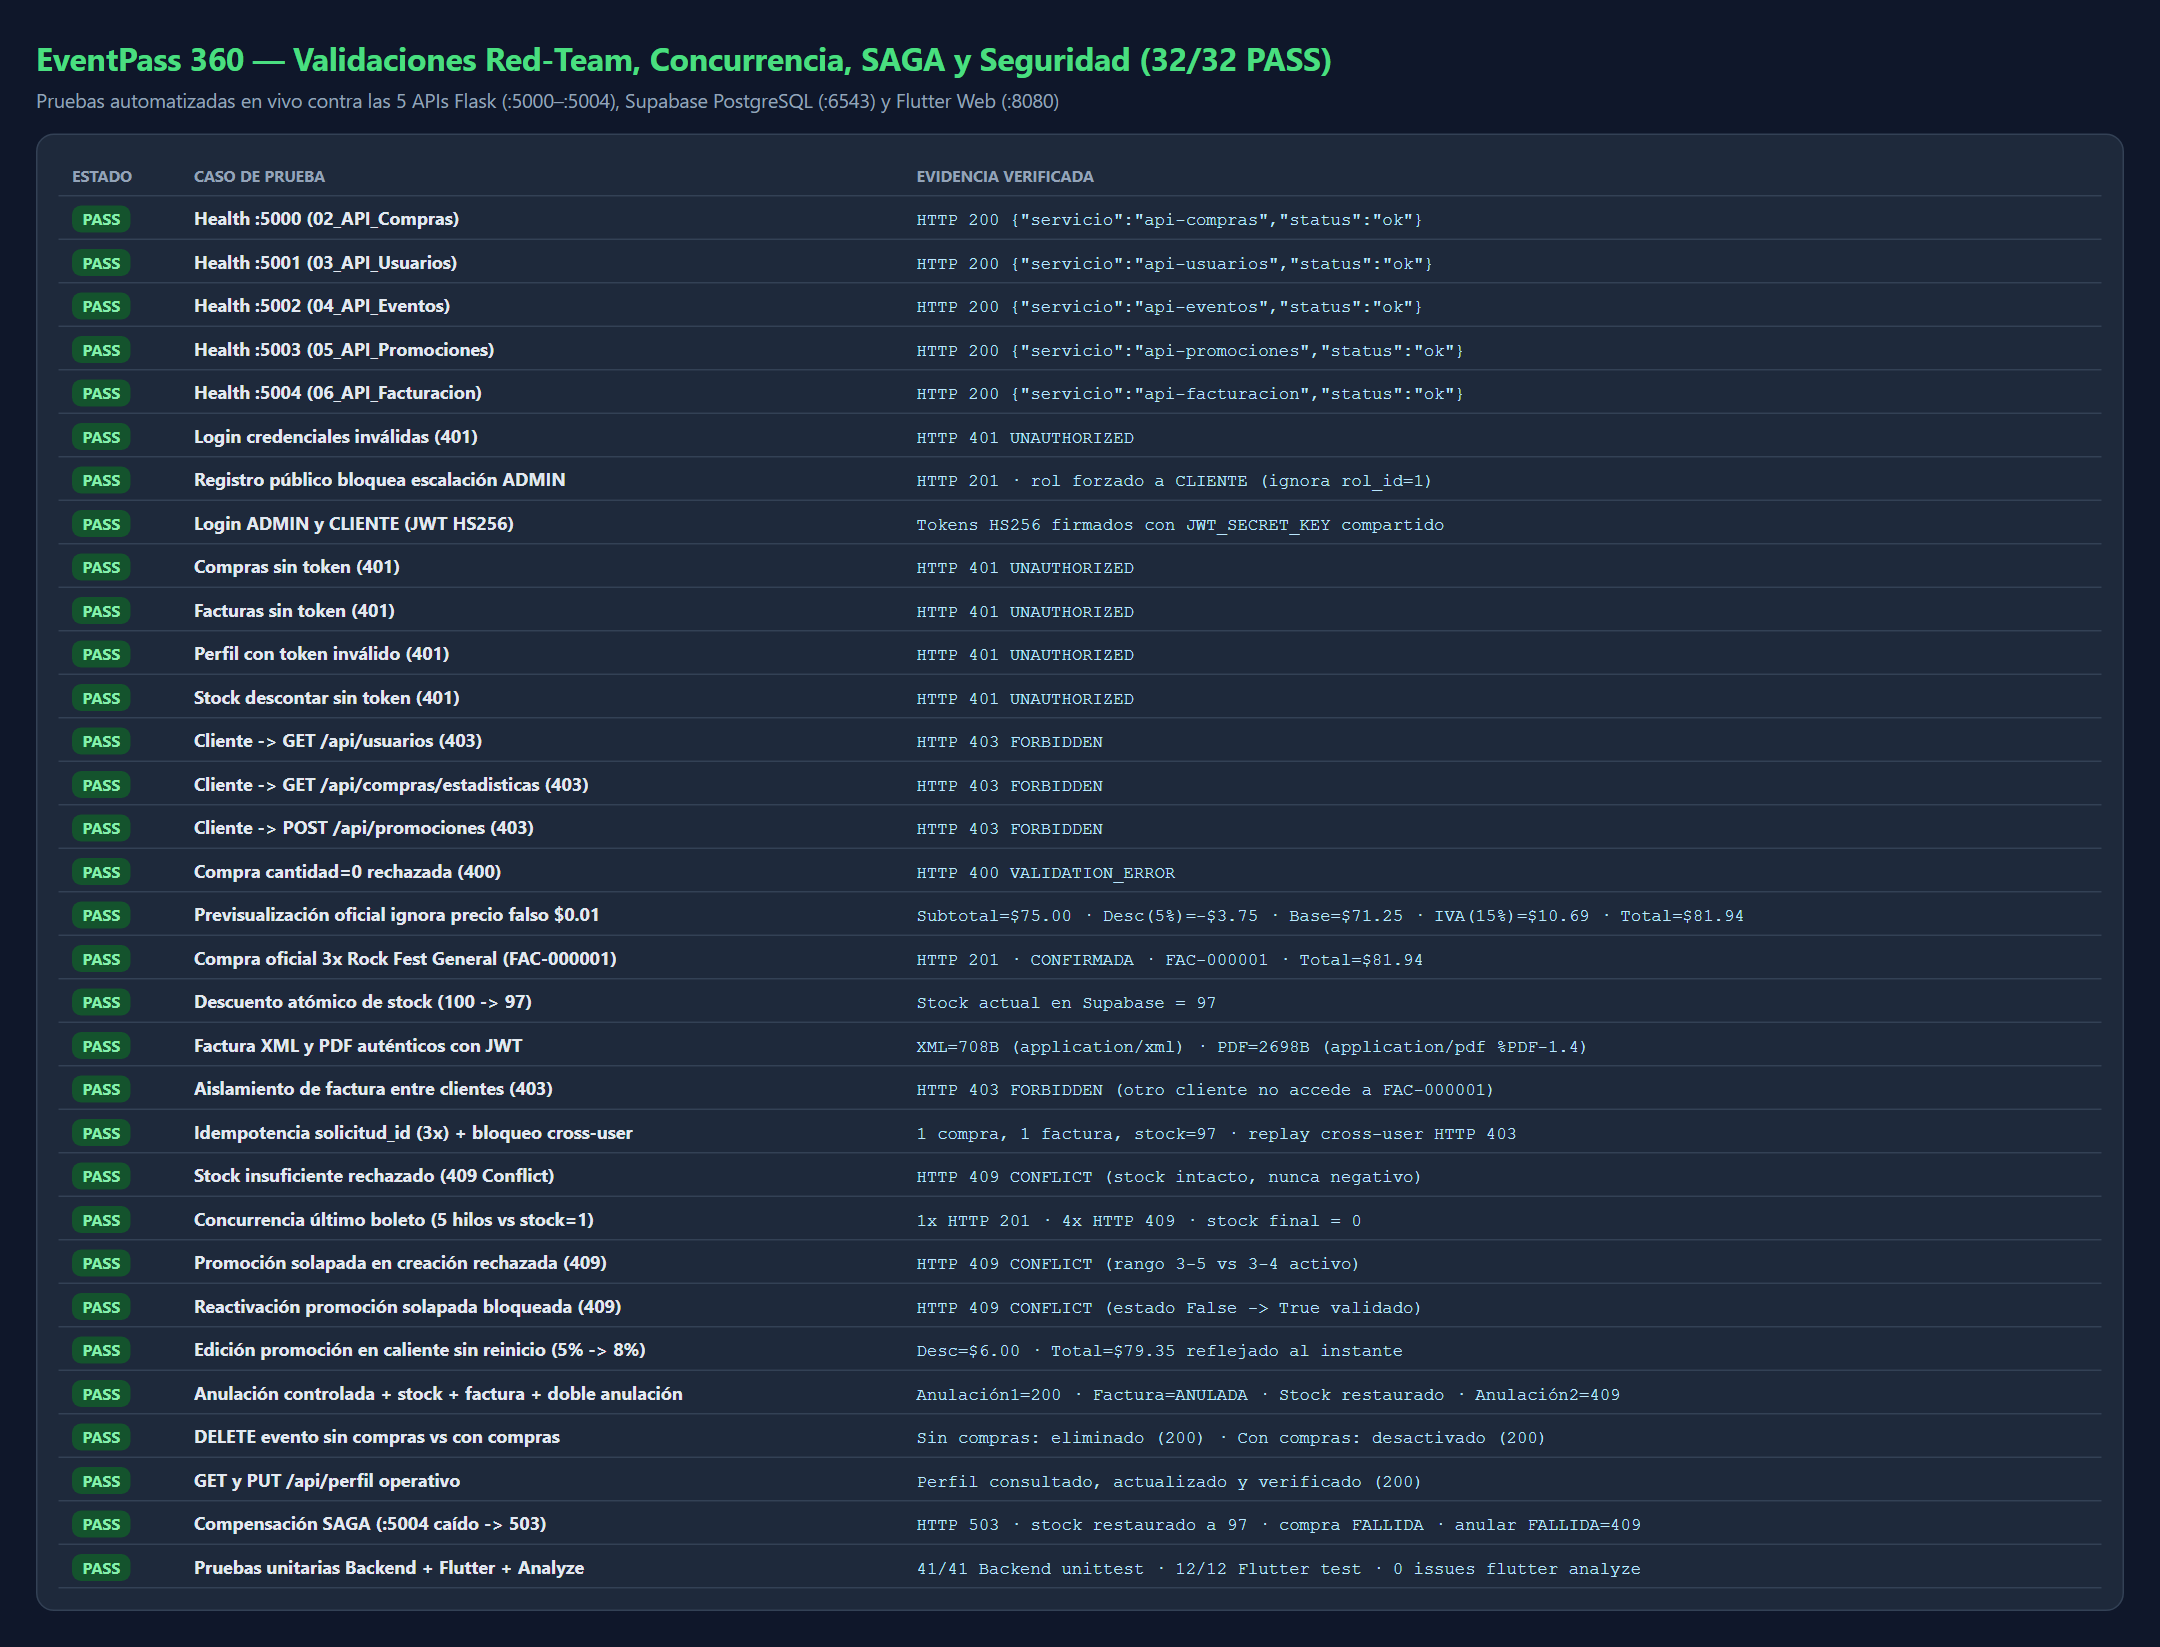 EventPass 360 — Validaciones Red-Team, Concurrencia, SAGA y Seguridad (32/32 PASS)
Pruebas automatizadas en vivo contra las 5 APIs Flask (:5000–:5004), Supabase PostgreSQL (:6543) y Flutter Web (:8080)
ESTADO CASO DE PRUEBA EVIDENCIA VERIFICADA
PASS Health :5000 (02_API_Compras) HTTP 200 {"servicio":"api-compras","status":"ok"}
PASS Health :5001 (03_API_Usuarios) HTTP 200 {"servicio":"api-usuarios","status":"ok"}
PASS Health :5002 (04_API_Eventos) HTTP 200 {"servicio":"api-eventos","status":"ok"}
PASS Health :5003 (05_API_Promociones) HTTP 200 {"servicio":"api-promociones","status":"ok"}
PASS Health :5004 (06_API_Facturacion) HTTP 200 {"servicio":"api-facturacion","status":"ok"}
PASS Login credenciales inválidas (401) HTTP 401 UNAUTHORIZED
PASS Registro público bloquea escalación ADMIN HTTP 201 · rol forzado a CLIENTE (ignora rol_id=1)
PASS Login ADMIN y CLIENTE (JWT HS256) Tokens HS256 firmados con JWT_SECRET_KEY compartido
PASS Compras sin token (401) HTTP 401 UNAUTHORIZED
PASS Facturas sin token (401) HTTP 401 UNAUTHORIZED
PASS Perfil con token inválido (401) HTTP 401 UNAUTHORIZED
PASS Stock descontar sin token (401) HTTP 401 UNAUTHORIZED
PASS Cliente -> GET /api/usuarios (403) HTTP 403 FORBIDDEN
PASS Cliente -> GET /api/compras/estadisticas (403) HTTP 403 FORBIDDEN
PASS Cliente -> POST /api/promociones (403) HTTP 403 FORBIDDEN
PASS Compra cantidad=0 rechazada (400) HTTP 400 VALIDATION_ERROR
PASS Previsualización oficial ignora precio falso $0.01 Subtotal=$75.00 · Desc(5%)=-$3.75 · Base=$71.25 · IVA(15%)=$10.69 · Total=$81.94
PASS Compra oficial 3x Rock Fest General (FAC-000001) HTTP 201 · CONFIRMADA · FAC-000001 · Total=$81.94
PASS Descuento atómico de stock (100 -> 97) Stock actual en Supabase = 97
PASS Factura XML y PDF auténticos con JWT XML=708B (application/xml) · PDF=2698B (application/pdf %PDF-1.4)
PASS Aislamiento de factura entre clientes (403) HTTP 403 FORBIDDEN (otro cliente no accede a FAC-000001)
PASS Idempotencia solicitud_id (3x) + bloqueo cross-user 1 compra, 1 factura, stock=97 · replay cross-user HTTP 403
PASS Stock insuficiente rechazado (409 Conflict) HTTP 409 CONFLICT (stock intacto, nunca negativo)
PASS Concurrencia último boleto (5 hilos vs stock=1) 1x HTTP 201 · 4x HTTP 409 · stock final = 0
PASS Promoción solapada en creación rechazada (409) HTTP 409 CONFLICT (rango 3-5 vs 3-4 activo)
PASS Reactivación promoción solapada bloqueada (409) HTTP 409 CONFLICT (estado False -> True validado)
PASS Edición promoción en caliente sin reinicio (5% -> 8%) Desc=$6.00 · Total=$79.35 reflejado al instante
PASS Anulación controlada + stock + factura + doble anulación Anulación1=200 · Factura=ANULADA · Stock restaurado · Anulación2=409
PASS DELETE evento sin compras vs con compras Sin compras: eliminado (200) · Con compras: desactivado (200)
PASS GET y PUT /api/perfil operativo Perfil consultado, actualizado y verificado (200)
PASS Compensación SAGA (:5004 caído -> 503) HTTP 503 · stock restaurado a 97 · compra FALLIDA · anular FALLIDA=409
PASS Pruebas unitarias Backend + Flutter + Analyze 41/41 Backend unittest · 12/12 Flutter test · 0 issues flutter analyze